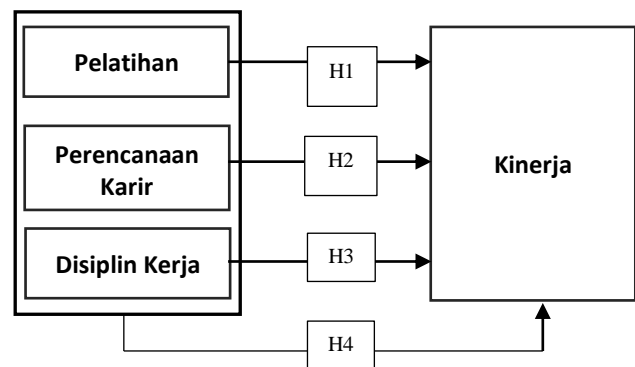 Pelatihan
H1
Perencanaan
Karir
H2
Kinerja
Disiplin Kerja
H3
H4